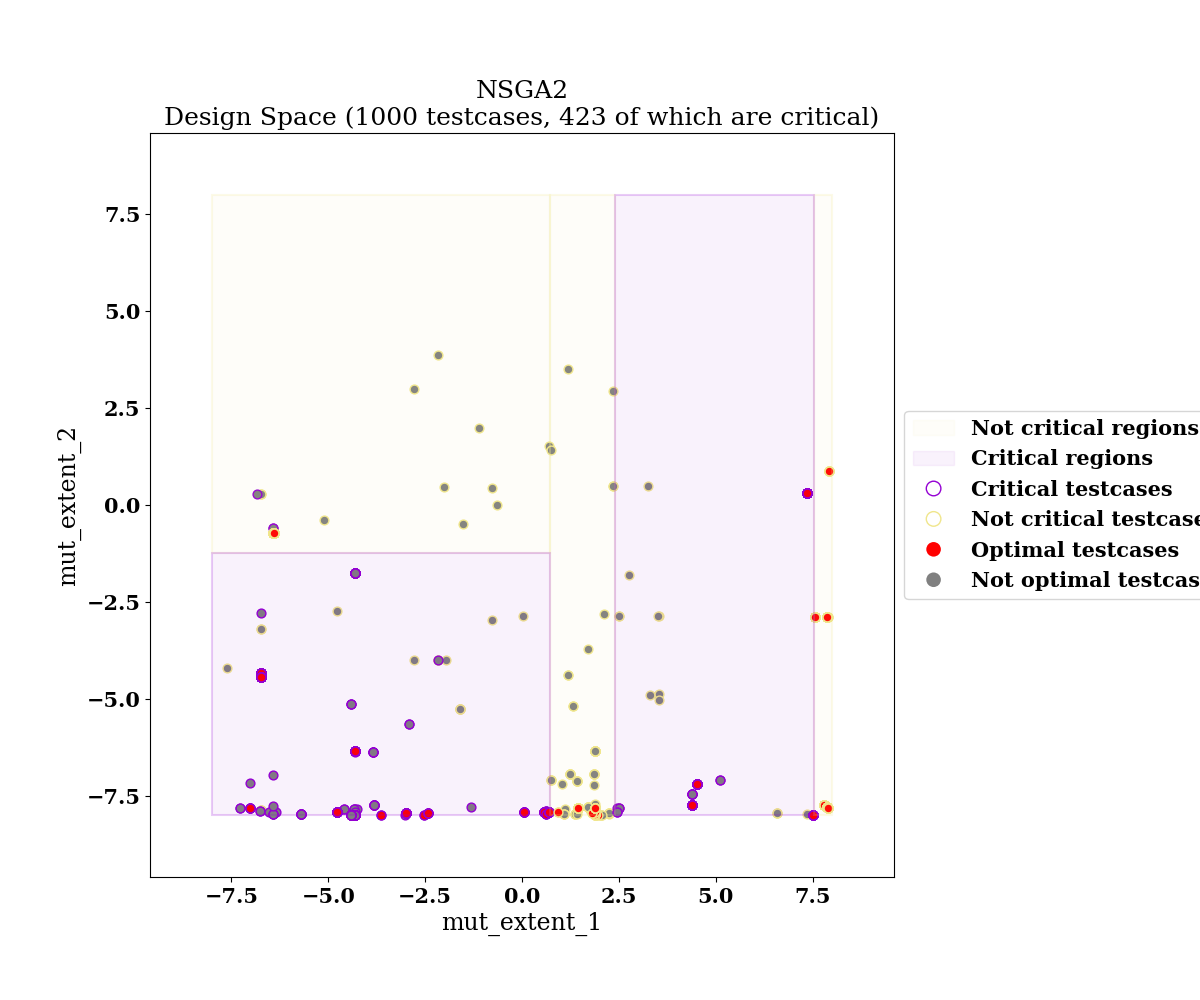 NSGA2
Design Space (1000 testcases, 423 of which are critical)
7.5
5.0
2.5
0.0
−2.5
−5.0
−7.5
mut_extent_2
−7.5
−5.0
−2.5
0.0
2.5
5.0
7.5
mut_extent_1
Not critical regions
Critical regions
Critical testcases
Not critical testcase
Optimal testcases
Not optimal testcas